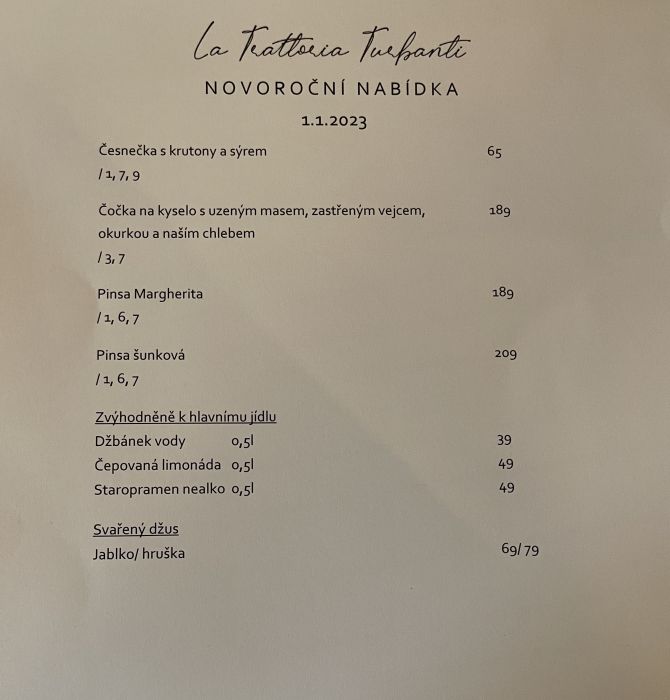 La Trattoria Turbanti
NOVOROČNÍ NABÍDKA
1.1.2023
Česnečka s krutony a sýrem 65
/ 1, 7, 9
Čočka na kyselo s uzeným masem, zastřeným vejcem, 189
okurkou a naším chlebem
/ 3, 7
Pinsa Margherita 189
/ 1, 6, 7
Pinsa šunková 209
/ 1, 6, 7
Zvýhodněně k hlavnímu jídlu
Džbánek vody 0,5l 39
Čepovaná limonáda 0,5l 49
Staropramen nealko 0,5l 49
Svařený džus
Jablko/ hruška 69/ 79